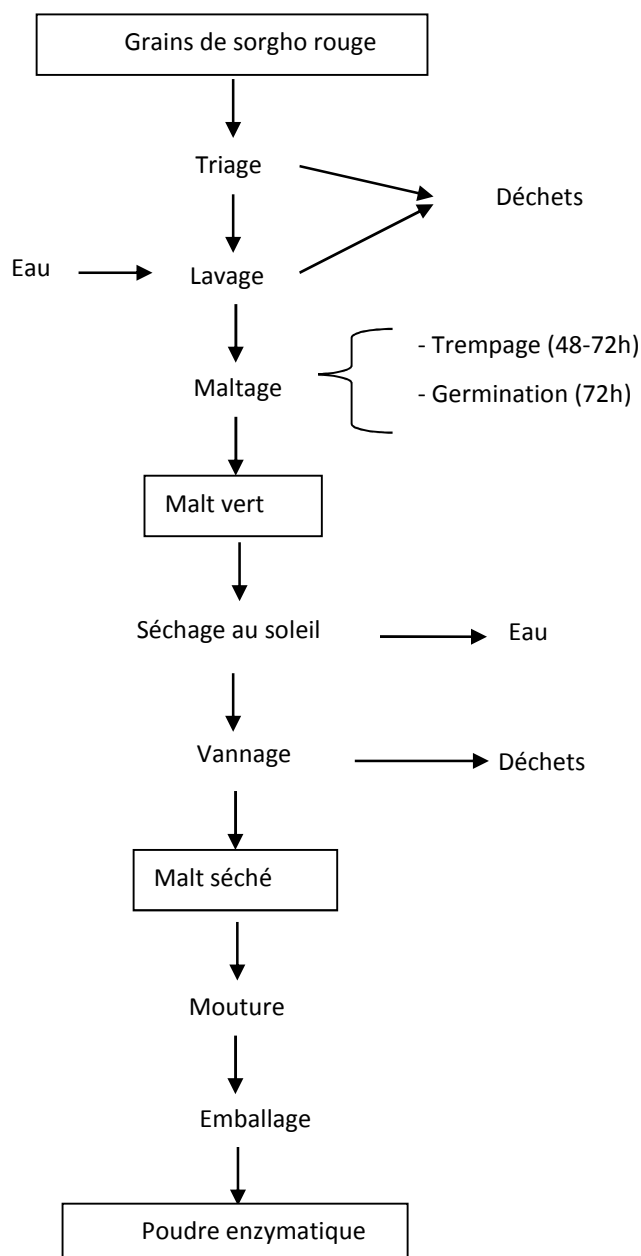 Grains de sorgho rouge
Triage
Déchets
Eau
Lavage
- Trempage (48-72h)
Maltage
- Germination (72h)
Malt vert
Séchage au soleil
Eau
Vannage
Déchets
Malt séché
Mouture
Emballage
Poudre enzymatique